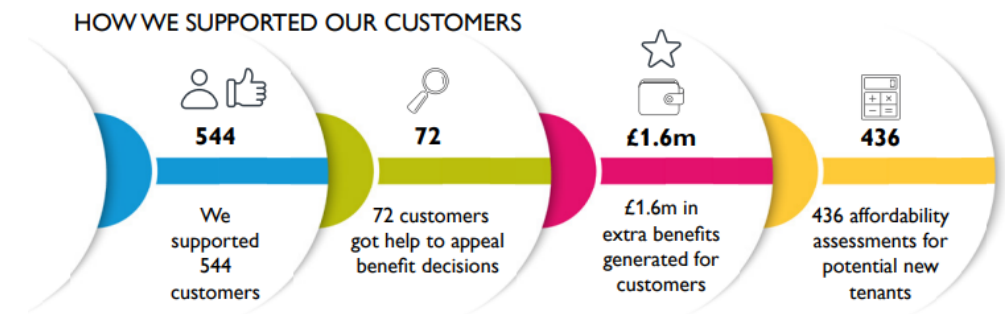 HOW WE SUPPORTED OUR CUSTOMERS
544
We
supported
544
customers
72
72 customers
got help to appeal
benefit decisions
£1.6m
£1.6m in
extra benefits
generated for
customers
436
436 affordability
assessments for
potential new
tenants